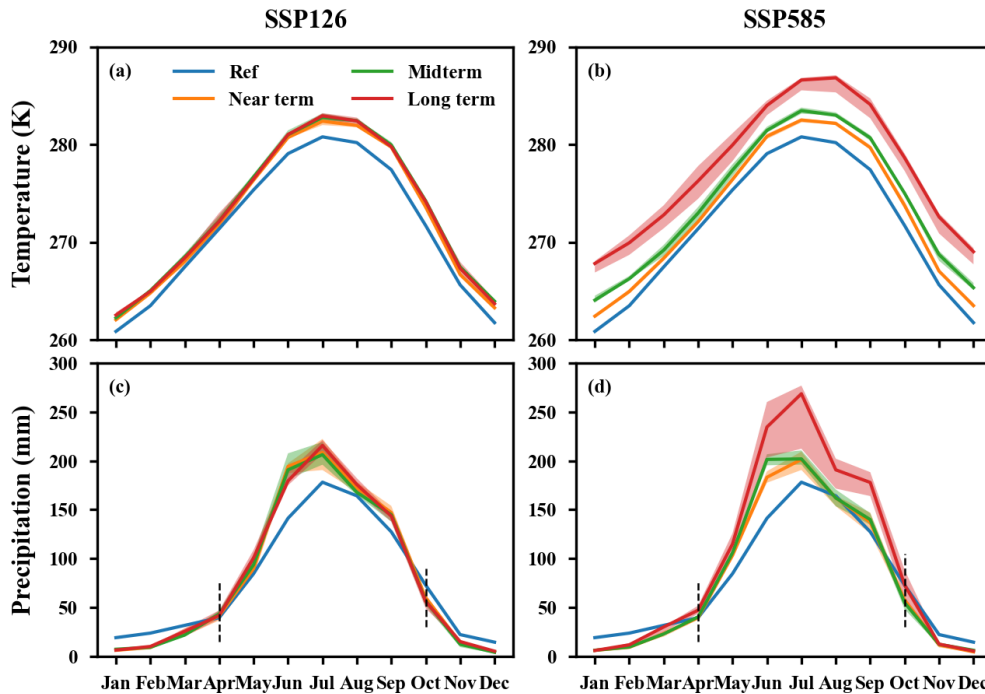 SSP126
SSP585
Temperature (K)
290
280
270
260
(a)
Ref
Near term
Midterm
Long term
290
280
270
260
(b)
Precipitation (mm)
300
250
200
150
100
50
0
(c)
Jan Feb Mar Apr May Jun Jul Aug Sep Oct Nov Dec
300
250
200
150
100
50
0
(d)
Jan Feb Mar Apr May Jun Jul Aug Sep Oct Nov Dec